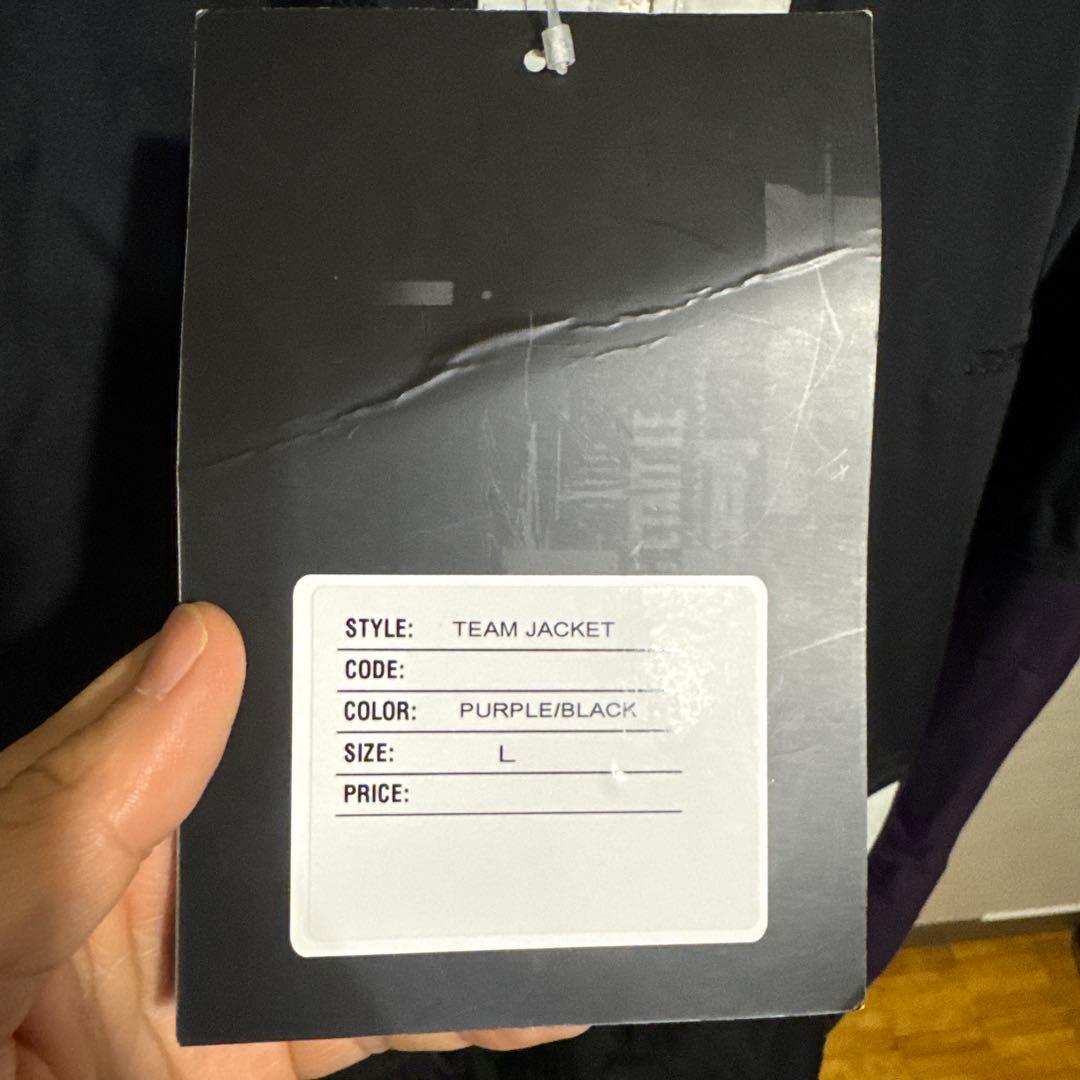 STYLE: TEAM JACKET
CODE:
COLOR: PURPLE/BLACK
SIZE: L
PRICE: